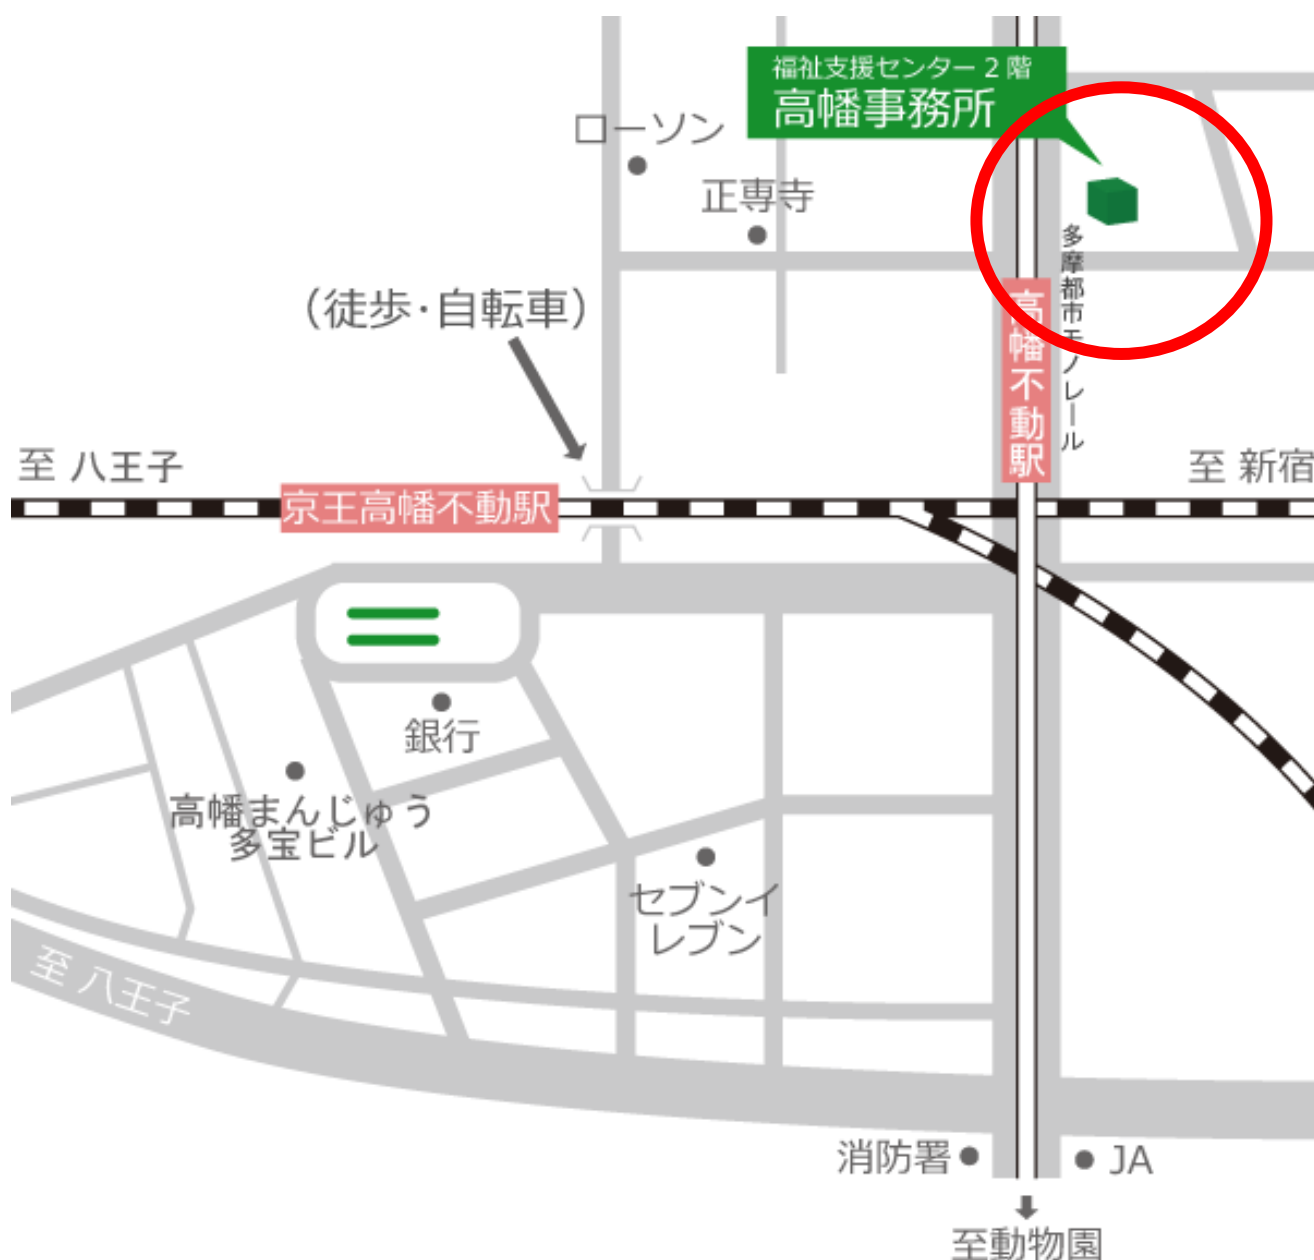 福祉支援センター２階
高幡事務所
ローソン
正専寺
（徒歩・自転車）
多摩都市モノレール
高幡不動駅
至 八王子
至 新宿
京王高幡不動駅
銀行
高幡まんじゅう
多宝ビル
セブンイ
レブン
至 八王子
消防署
JA
至動物園